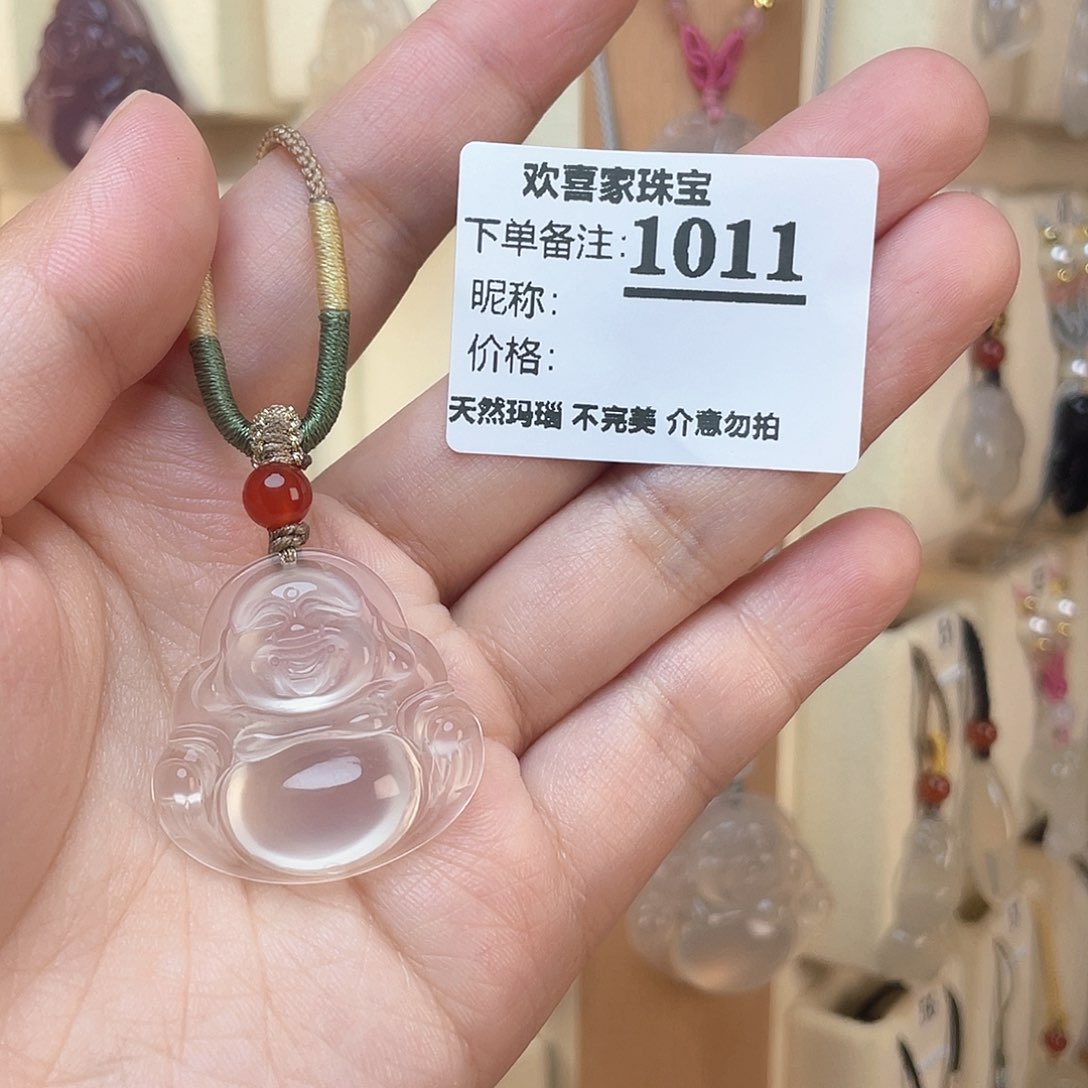 欢喜家珠宝
下单备注:1011
昵称:
价格:
天然玛瑙 不完美 介意勿拍